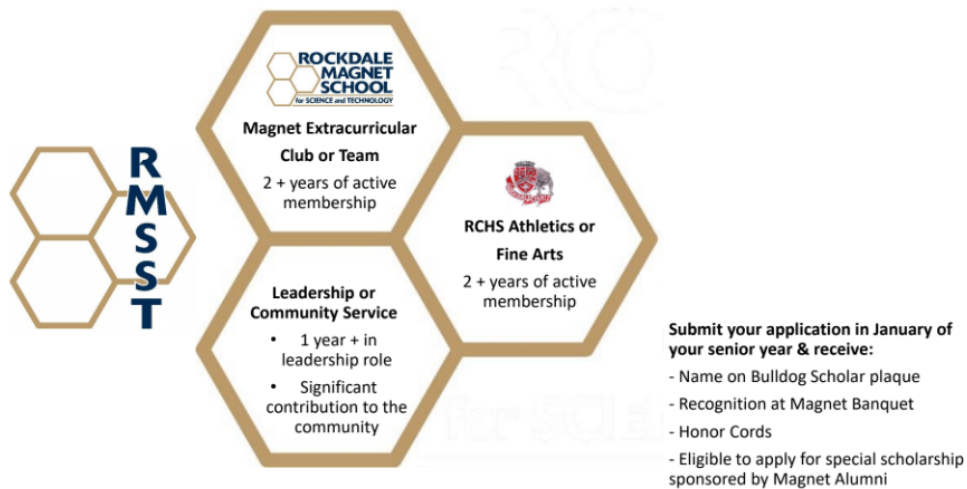 RMSST
ROCKDALE
MAGNET
SCHOOL
for SCIENCE and TECHNOLOGY
Magnet Extracurricular
Club or Team
2 + years of active
membership
RCHS Athletics or
Fine Arts
2 + years of active
membership
Leadership or
Community Service
• 1 year + in
leadership role
• Significant
contribution to the
community
Submit your application in January of
your senior year & receive:
- Name on Bulldog Scholar plaque
- Recognition at Magnet Banquet
- Honor Cords
- Eligible to apply for special scholarship
sponsored by Magnet Alumni